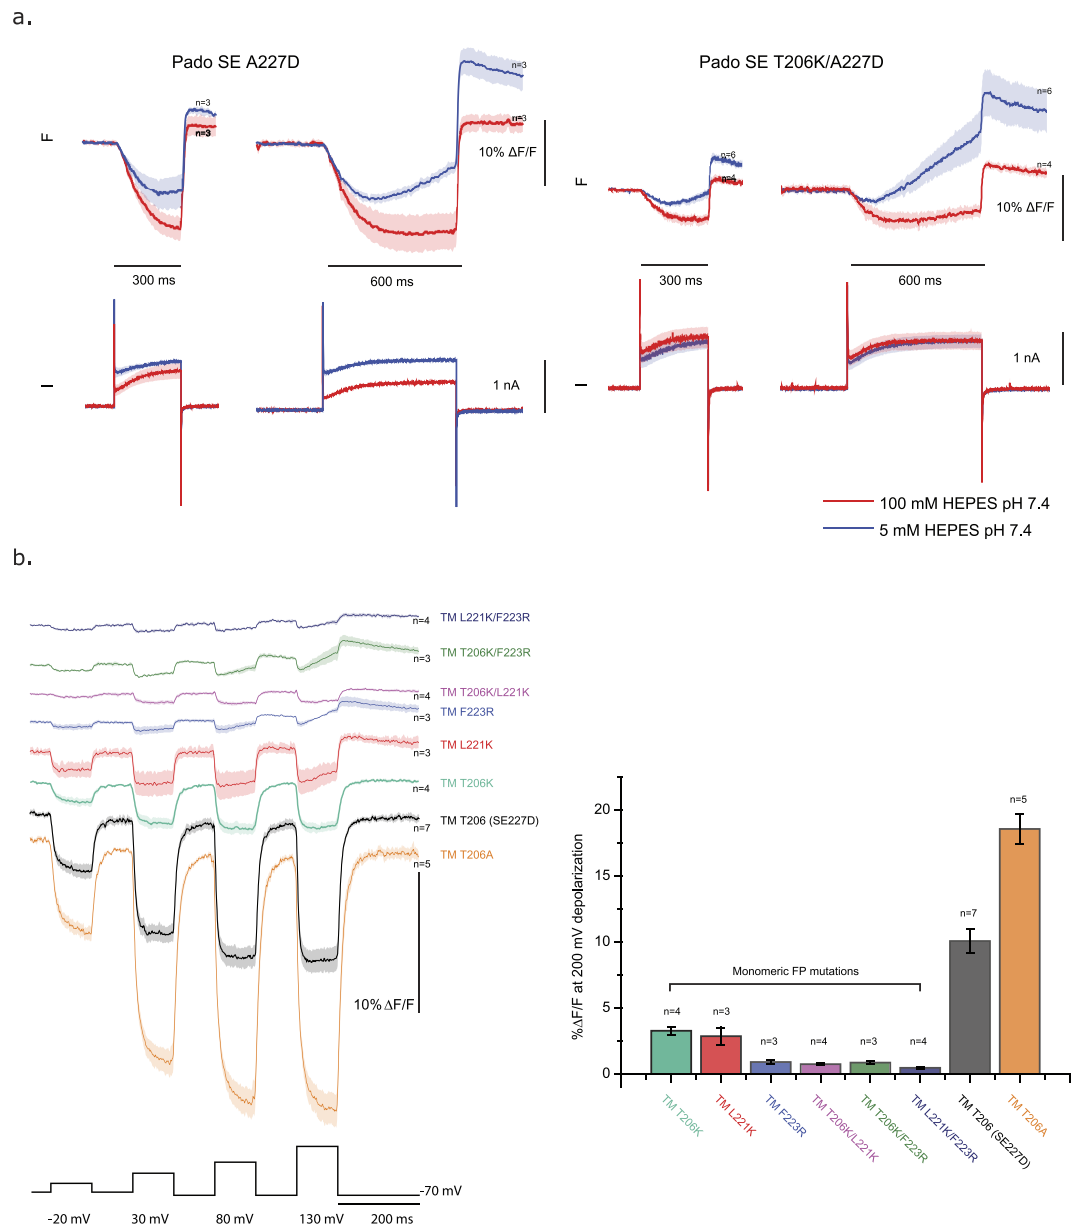 a.
Pado SE A227D
Pado SE T206K/A227D
F
n=3
n=3
n=3
n=3
10% ΔF/F
300 ms
600 ms
F
n=6
n=4
n=6
n=4
10% ΔF/F
300 ms
600 ms
I
1 nA
I
1 nA
100 mM HEPES pH 7.4
5 mM HEPES pH 7.4
b.
n=4 TM L221K/F223R
n=3 TM T206K/F223R
n=4 TM T206K/L221K
n=3 TM F223R
n=3 TM L221K
n=4 TM T206K
n=7 TM T206 (SE227D)
n=5 TM T206A
10% ΔF/F
-70 mV
-20 mV 30 mV 80 mV 130 mV 200 ms
%ΔF/F at 200 mV depolarization
20
15
10
5
0
Monomeric FP mutations
n=4 n=3 n=3 n=4 n=3 n=4 n=7 n=5
TM T206K
TM L221K
TM F223R
TM T206K/L221K
TM T206K/F223R
TM L221K/F223R
TM T206 (SE227D)
TM T206A